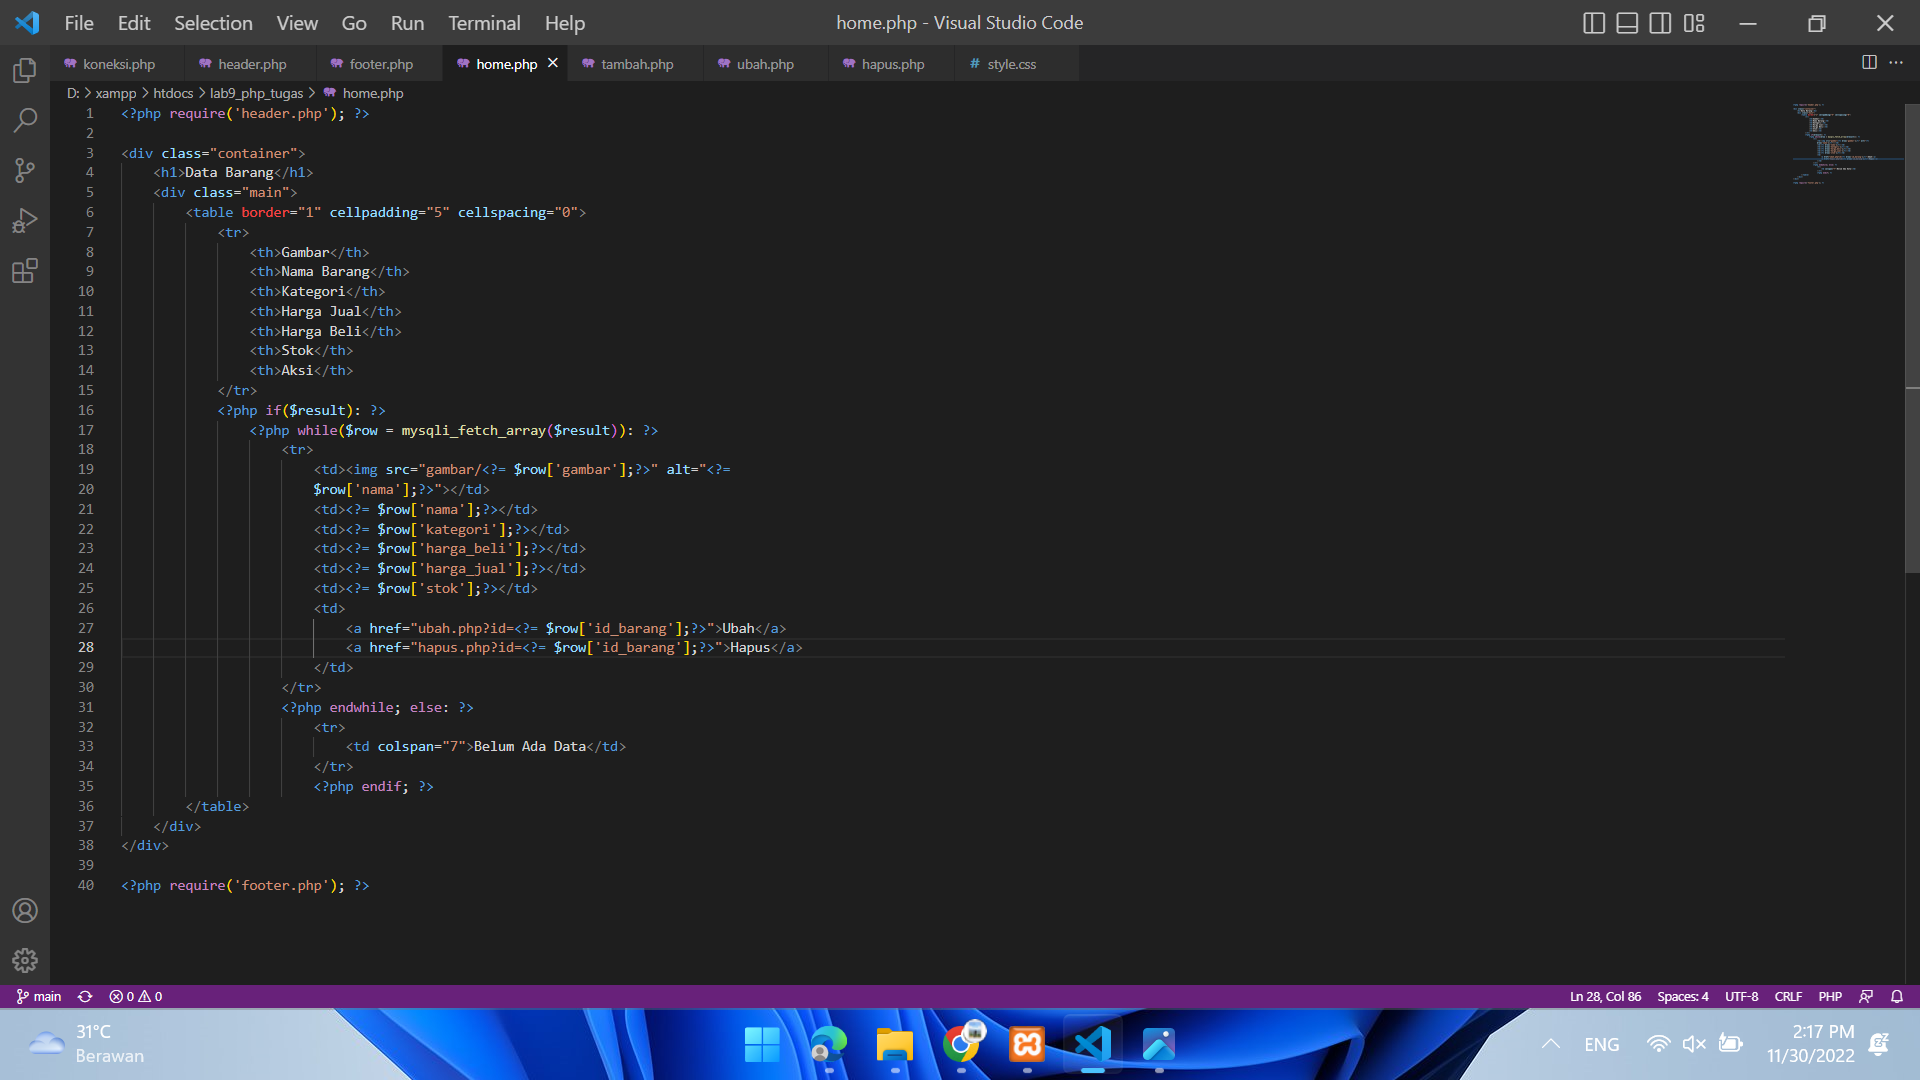 File Edit Selection View Go Run Terminal Help
home.php - Visual Studio Code
koneksi.php header.php footer.php home.php tambah.php ubah.php hapus.php # style.css
D: > xampp > htdocs > lab9_php_tugas > home.php
1 <?php require('header.php'); ?>
2
3 <div class="container">
4 <h1>Data Barang</h1>
5 <div class="main">
6 <table border="1" cellpadding="5" cellspacing="0">
7 <tr>
8 <th>Gambar</th>
9 <th>Nama Barang</th>
10 <th>Kategori</th>
11 <th>Harga Jual</th>
12 <th>Harga Beli</th>
13 <th>Stok</th>
14 <th>Aksi</th>
15 </tr>
16 <?php if($result): ?>
17 <?php while($row = mysqli_fetch_array($result)): ?>
18 <tr>
19 <td><img src="gambar/<?= $row['gambar'];?>" alt="<?=
20 $row['nama'];?>"></td>
21 <td><?= $row['nama'];?></td>
22 <td><?= $row['kategori'];?></td>
23 <td><?= $row['harga_beli'];?></td>
24 <td><?= $row['harga_jual'];?></td>
25 <td><?= $row['stok'];?></td>
26 <td>
27 <a href="ubah.php?id=<?= $row['id_barang'];?>">Ubah</a>
28 <a href="hapus.php?id=<?= $row['id_barang'];?>">Hapus</a>
29 </td>
30 </tr>
31 <?php endwhile; else: ?>
32 <tr>
33 <td colspan="7">Belum Ada Data</td>
34 </tr>
35 <?php endif; ?>
36 </table>
37 </div>
38 </div>
39
40 <?php require('footer.php'); ?>
main 0 0
Ln 28, Col 86 Spaces: 4 UTF-8 CRLF PHP
31°C
Berawan
ENG
2:17 PM
11/30/2022